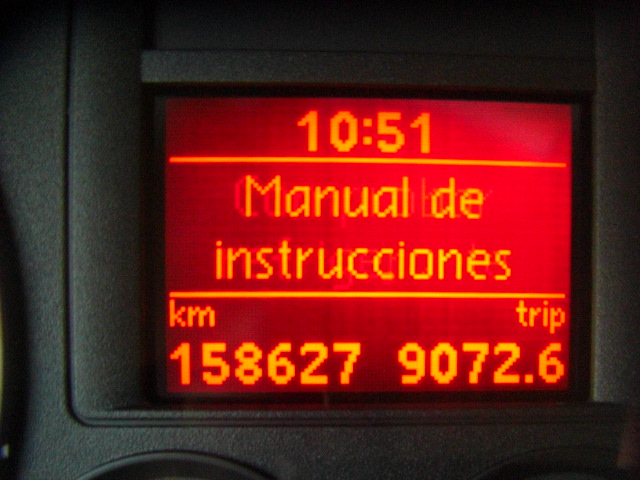 10:51
Manual de
instrucciones
km trip
158627 9072.6